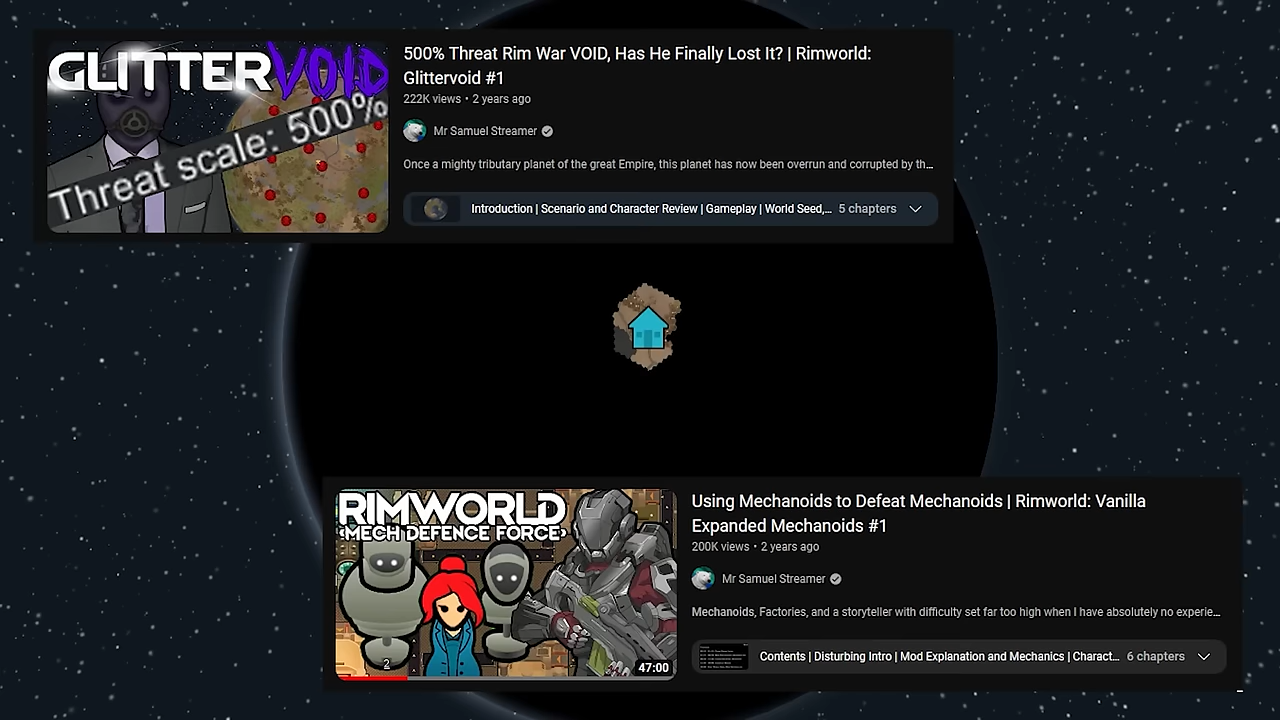 GLITTERVOID
Threat scale: 500%
500% Threat Rim War VOID, Has He Finally Lost It? | Rimworld:
Glittervoid #1
222K views • 2 years ago
Mr Samuel Streamer
Once a mighty tributary planet of the great Empire, this planet has now been overrun and corrupted by th...
Introduction | Scenario and Character Review | Gameplay | World Seed,... 5 chapters
RIMWORLD
‹MECH DEFENCE FORCE›
2
47:00
Using Mechanoids to Defeat Mechanoids | Rimworld: Vanilla
Expanded Mechanoids #1
200K views • 2 years ago
Mr Samuel Streamer
Mechanoids, Factories, and a storyteller with difficulty set far too high when I have absolutely no experie...
Contents | Disturbing Intro | Mod Explanation and Mechanics | Charact... 6 chapters